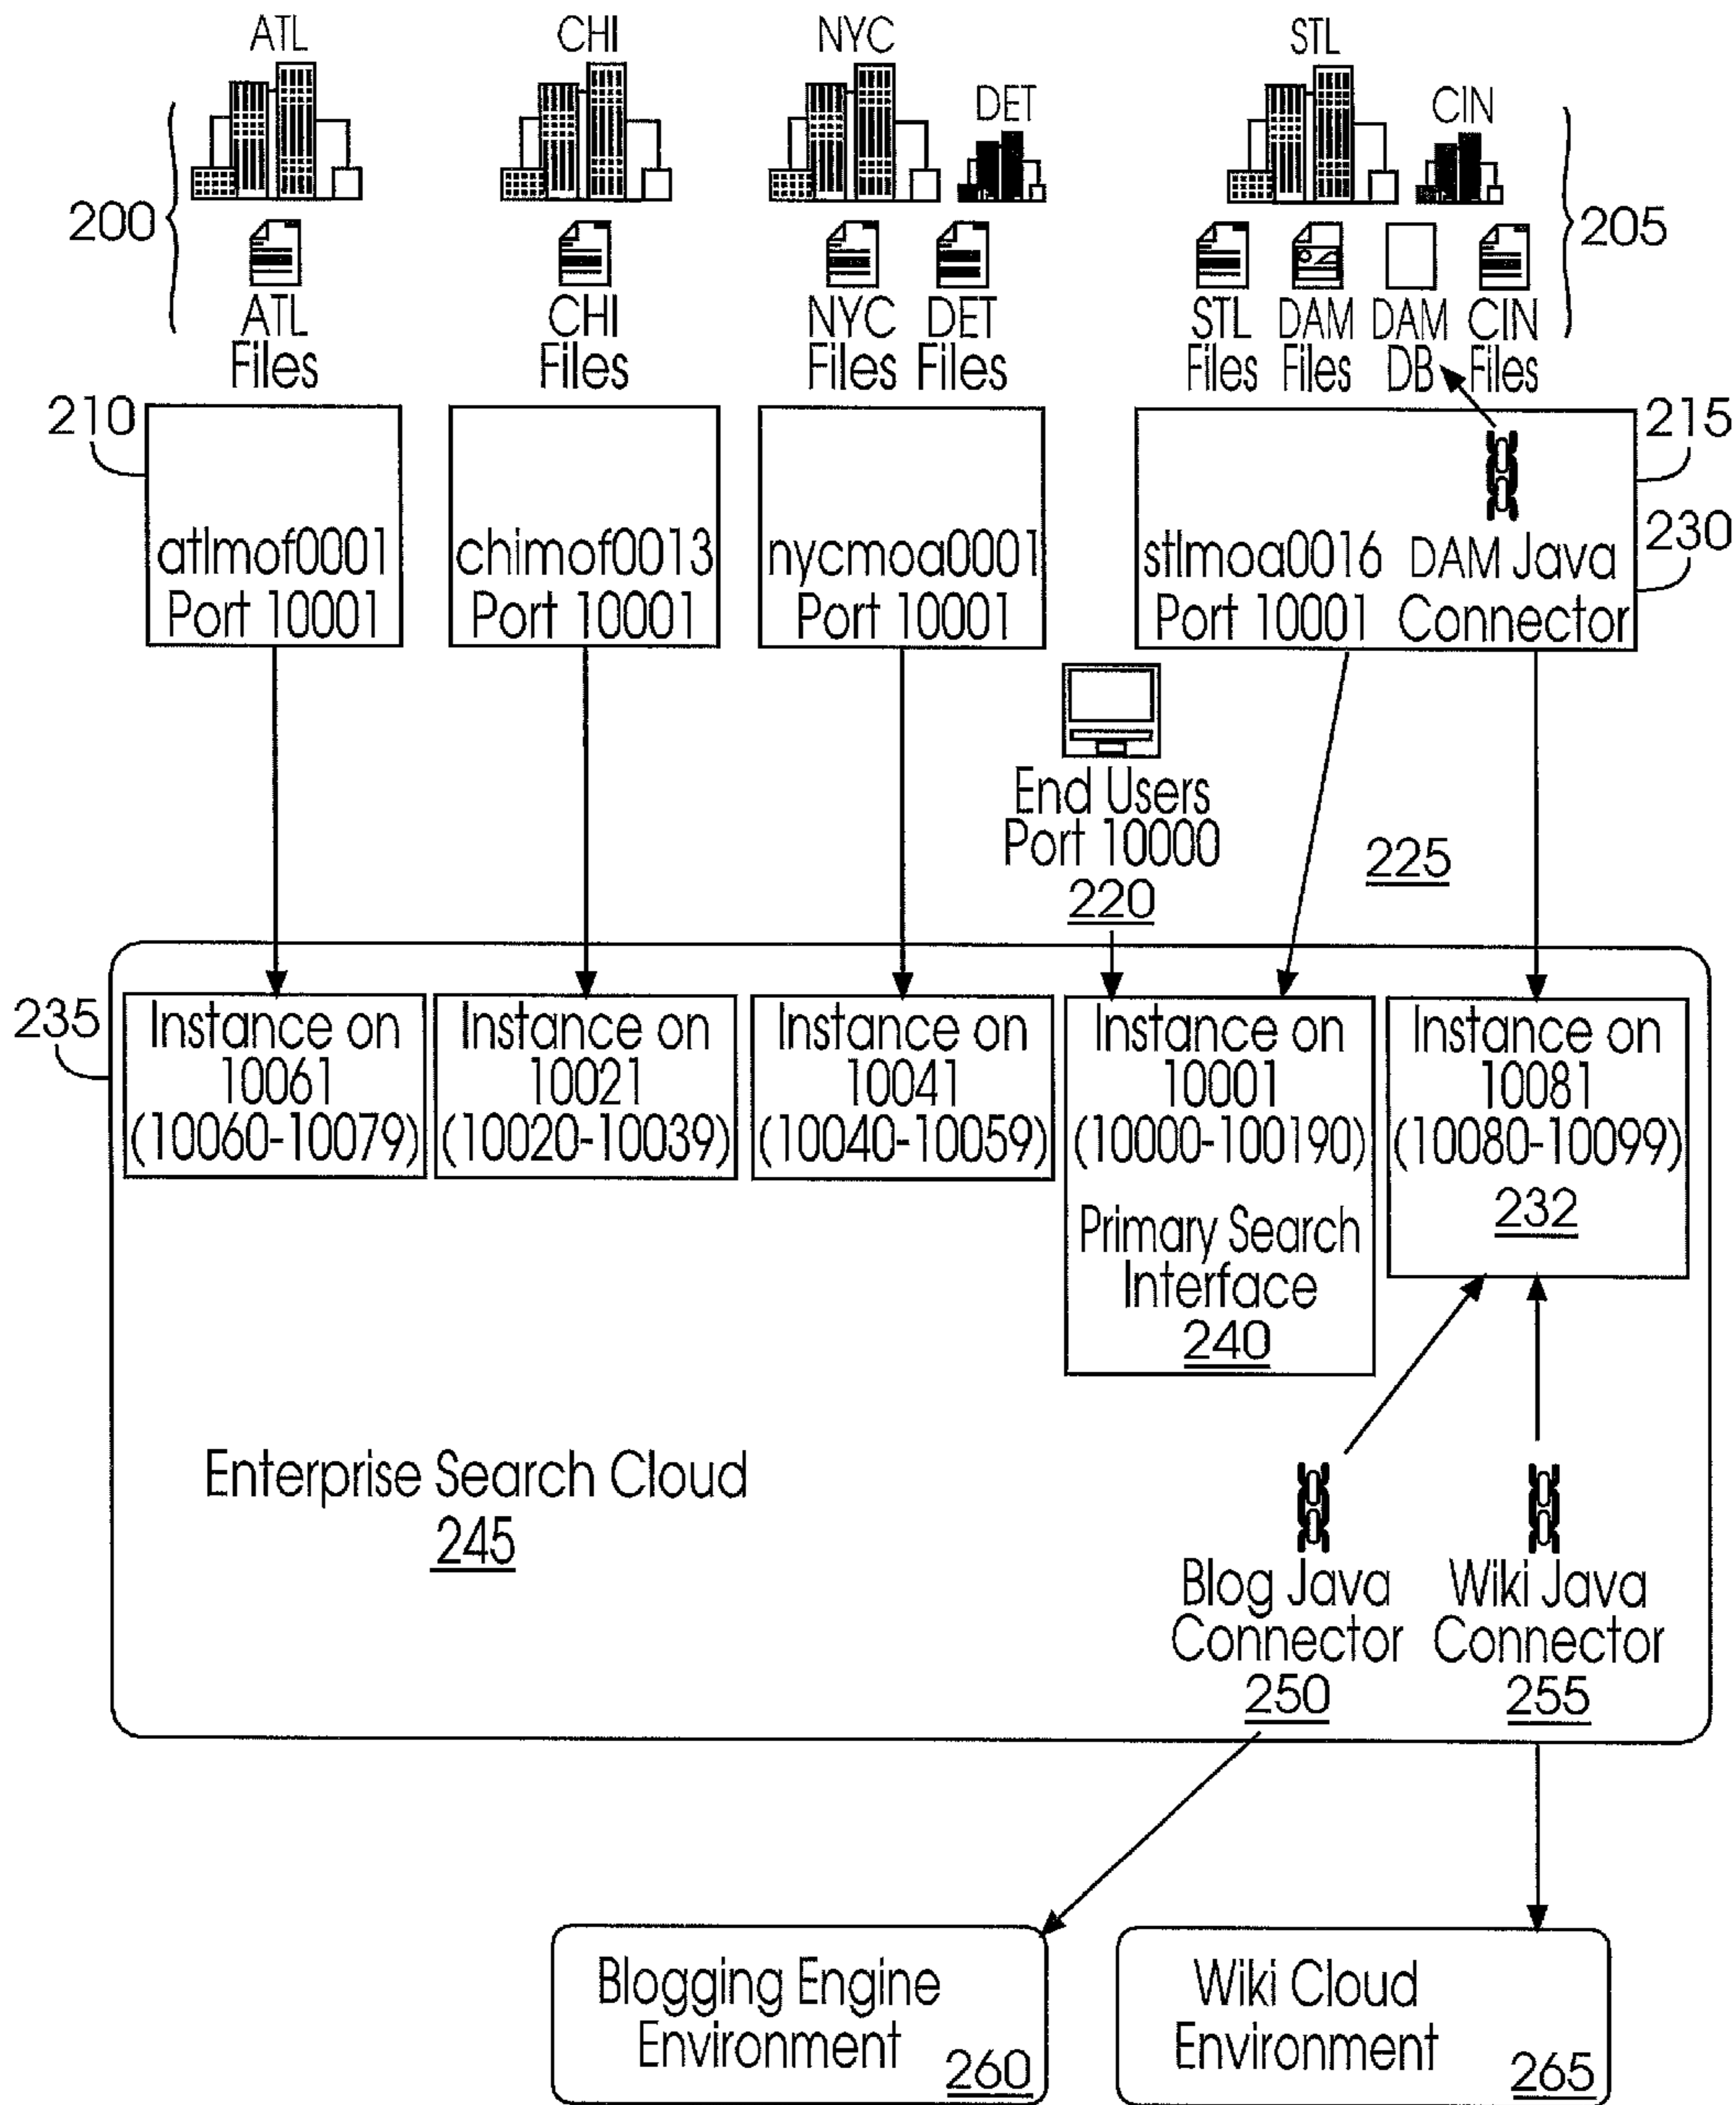 ATL
CHI
NYC
DET
STL
CIN
200
205
ATL
Files
CHI
Files
NYC
Files
DET
Files
STL
Files
DAM
Files
DAM
DB
CIN
Files
210
atlmof0001
Port 10001
chimof0013
Port 10001
nycmoa0001
Port 10001
stlmoa0016
Port 10001
DAM Java
Connector
215
230
End Users
Port 10000
220
225
235
Instance on
10061
(10060-10079)
Instance on
10021
(10020-10039)
Instance on
10041
(10040-10059)
Instance on
10001
(10000-100190)
Primary Search
Interface
240
Instance on
10081
(10080-10099)
232
Enterprise Search Cloud
245
Blog Java
Connector
250
Wiki Java
Connector
255
Blogging Engine
Environment
260
Wiki Cloud
Environment
265